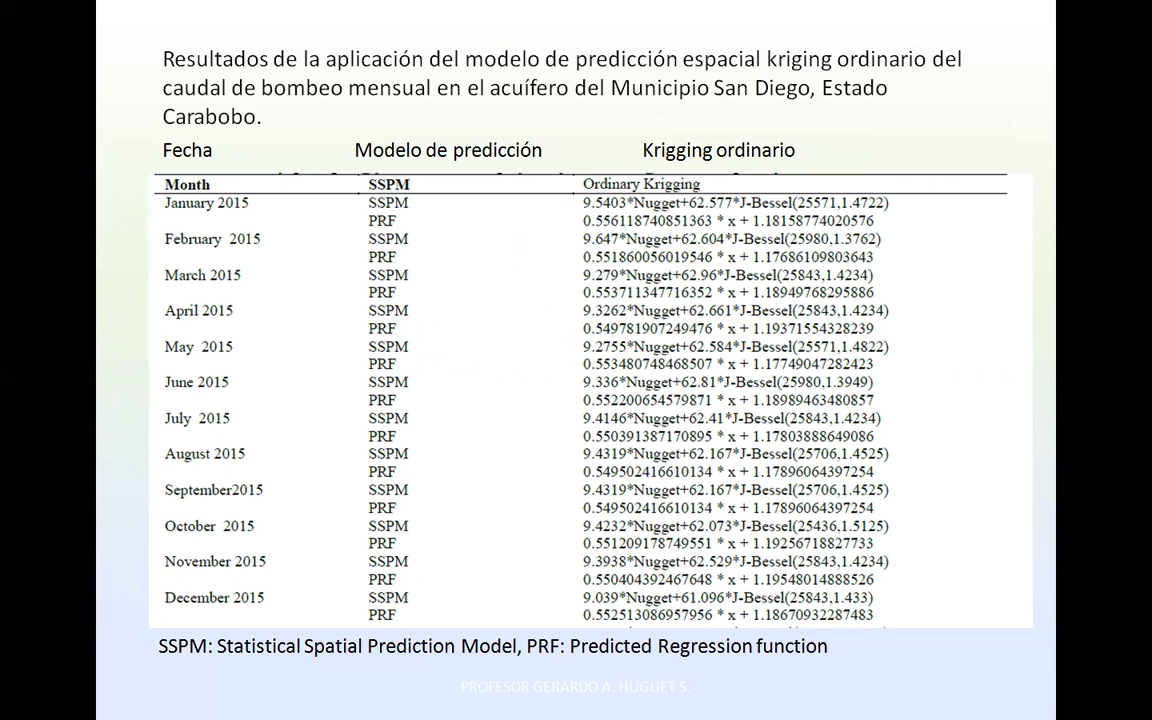 Resultados de la aplicación del modelo de predicción espacial kriging ordinario del
caudal de bombeo mensual en el acuífero del Municipio San Diego, Estado
Carabobo.
Fecha Modelo de predicción Krigging ordinario
Month SSPM Ordinary Krigging
January 2015 SSPM 9.5403*Nugget+62.577*J-Bessel(25571,1.4722)
PRF 0.556118740851363 * x + 1.18158774020576
February 2015 SSPM 9.647*Nugget+62.604*J-Bessel(25980,1.3762)
PRF 0.551860056019546 * x + 1.17686109803643
March 2015 SSPM 9.279*Nugget+62.96*J-Bessel(25843,1.4234)
PRF 0.553711347716352 * x + 1.18949768295886
April 2015 SSPM 9.3262*Nugget+62.661*J-Bessel(25843,1.4234)
PRF 0.549781907249476 * x + 1.19371554328239
May 2015 SSPM 9.2755*Nugget+62.584*J-Bessel(25571,1.4822)
PRF 0.553480748468507 * x + 1.17749047282423
June 2015 SSPM 9.336*Nugget+62.81*J-Bessel(25980,1.3949)
PRF 0.552200654579871 * x + 1.18989463480857
July 2015 SSPM 9.4146*Nugget+62.41*J-Bessel(25843,1.4234)
PRF 0.550391387170895 * x + 1.17803888649086
August 2015 SSPM 9.4319*Nugget+62.167*J-Bessel(25706,1.4525)
PRF 0.549502416610134 * x + 1.17896064397254
September2015 SSPM 9.4319*Nugget+62.167*J-Bessel(25706,1.4525)
PRF 0.549502416610134 * x + 1.17896064397254
October 2015 SSPM 9.4232*Nugget+62.073*J-Bessel(25436,1.5125)
PRF 0.551209178749551 * x + 1.19256718827733
November 2015 SSPM 9.3938*Nugget+62.529*J-Bessel(25843,1.4234)
PRF 0.550404392467648 * x + 1.19548014888526
December 2015 SSPM 9.039*Nugget+61.096*J-Bessel(25843,1.433)
PRF 0.552513086957956 * x + 1.18670932287483
SSPM: Statistical Spatial Prediction Model, PRF: Predicted Regression function
PROFESOR GERARDO A. HUGUET S.